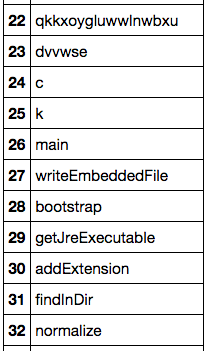 22 qkkxoygluwwlnwbxu
23 dvvwse
24 c
25 k
26 main
27 writeEmbeddedFile
28 bootstrap
29 getJreExecutable
30 addExtension
31 findInDir
32 normalize